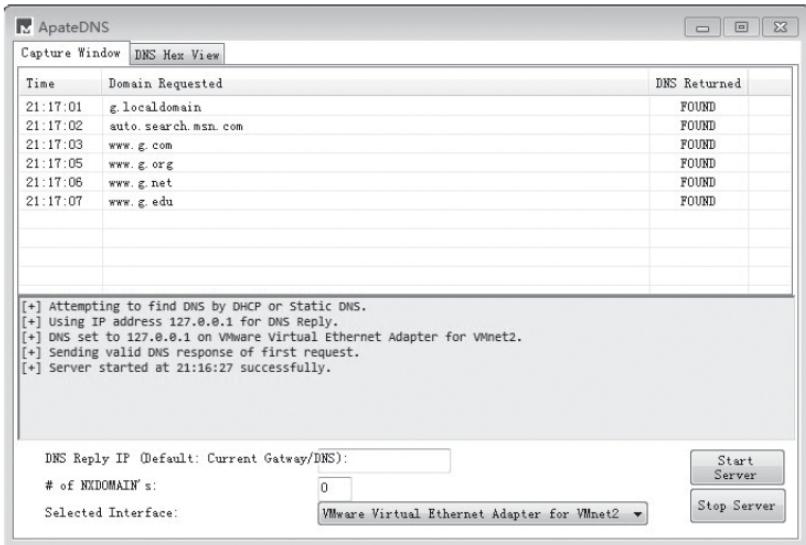 ApateDNS
Capture Window DNS Hex View
Time Domain Requested DNS Returned
21:17:01 g.localdomain FOUND
21:17:02 auto.search.msn.com FOUND
21:17:03 www.g.com FOUND
21:17:05 www.g.org FOUND
21:17:06 www.g.net FOUND
21:17:07 www.g.edu FOUND
[+] Attempting to find DNS by DHCP or Static DNS.
[+] Using IP address 127.0.0.1 for DNS Reply.
[+] DNS set to 127.0.0.1 on VMware Virtual Ethernet Adapter for VMnet2.
[+] Sending valid DNS response of first request.
[+] Server started at 21:16:27 successfully.
DNS Reply IP (Default: Current Gatway/DNS):
# of NXDOMAIN's: 0
Selected Interface: VMware Virtual Ethernet Adapter for VMnet2
Start
Server
Stop Server